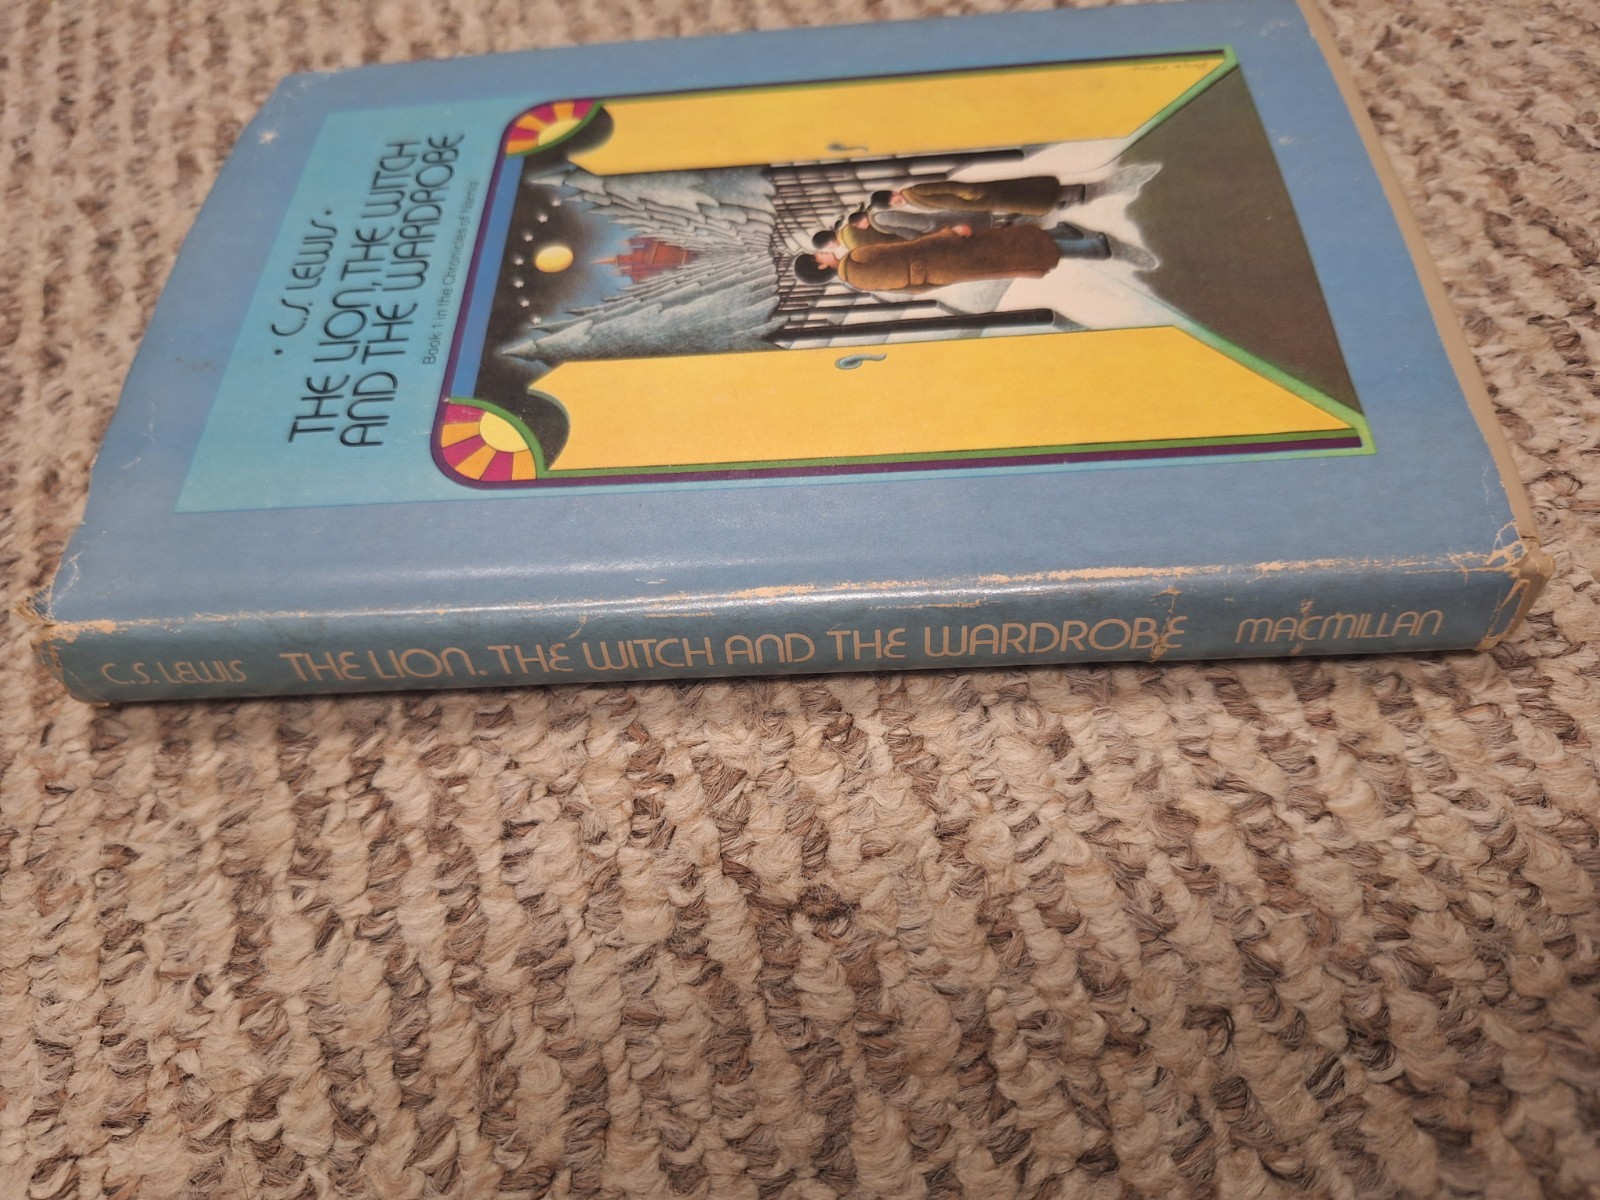 · C.S. LEWIS ·
THE LION, THE WITCH
AND THE WARDROBE
Book 1 in the Chronicles of Narnia
C.S. LEWIS THE LION, THE WITCH AND THE WARDROBE MACMILLAN